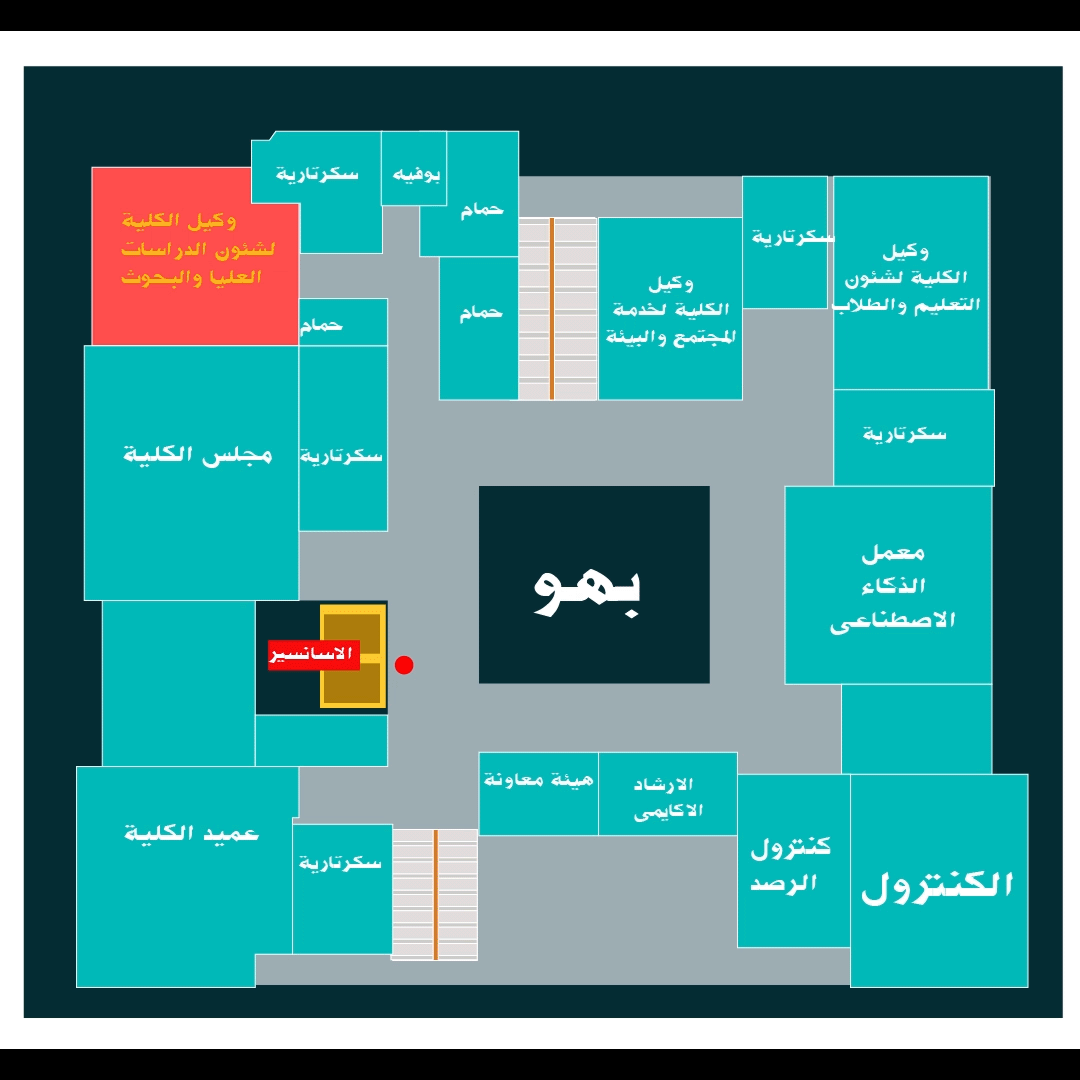 سكرتارية
بوفيه
حمام
وكيل الكلية
لشئون الدراسات
العليا والبحوث
سكرتارية
وكيل
الكلية لشئون
التعليم والطلاب
وكيل
الكلية لخدمة
المجتمع والبيئة
حمام
حمام
سكرتارية
مجلس الكلية
سكرتارية
بهو
معمل
الذكاء
الاصطناعى
الاسانسير
هيئة معاونة
الارشاد
الاكايمى
عميد الكلية
سكرتارية
كنترول
الرصد
الكنترول